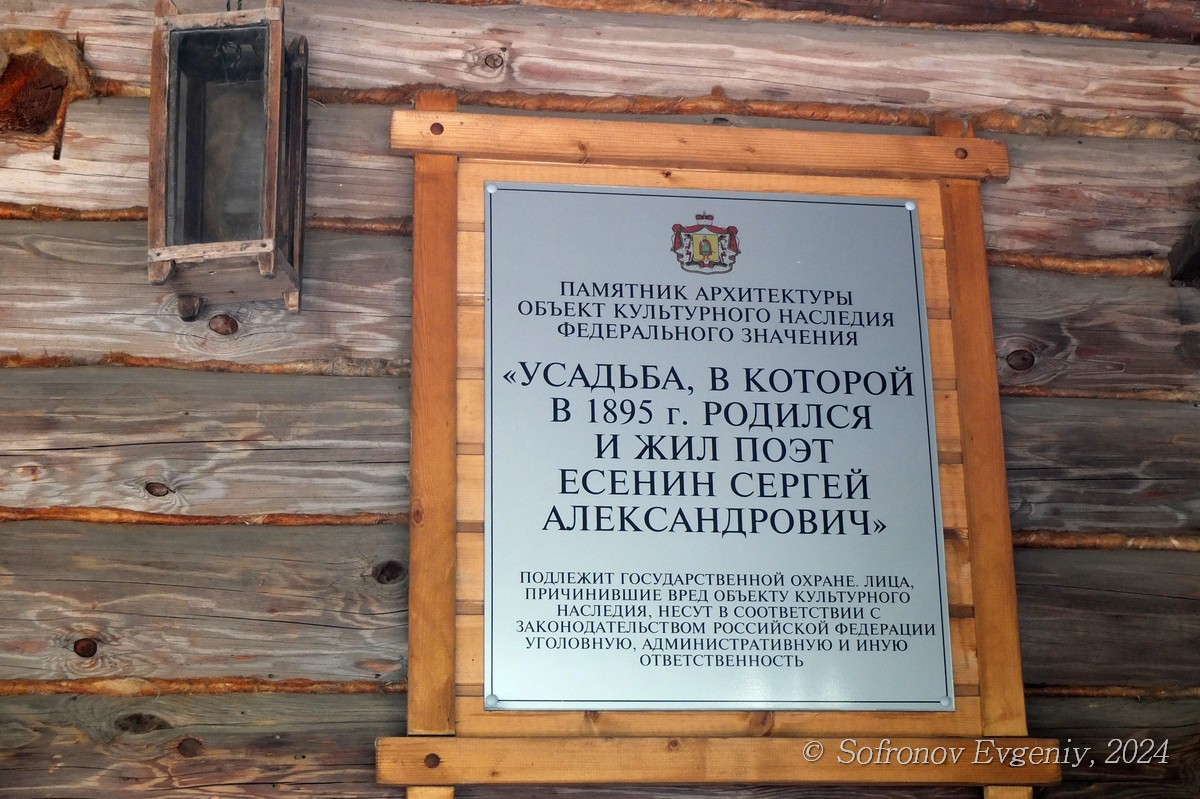 ПАМЯТНИК АРХИТЕКТУРЫ
ОБЪЕКТ КУЛЬТУРНОГО НАСЛЕДИЯ
ФЕДЕРАЛЬНОГО ЗНАЧЕНИЯ
«УСАДЬБА, В КОТОРОЙ
В 1895 г. РОДИЛСЯ
И ЖИЛ ПОЭТ
ЕСЕНИН СЕРГЕЙ
АЛЕКСАНДРОВИЧ»
ПОДЛЕЖИТ ГОСУДАРСТВЕННОЙ ОХРАНЕ. ЛИЦА,
ПРИЧИНИВШИЕ ВРЕД ОБЪЕКТУ КУЛЬТУРНОГО
НАСЛЕДИЯ, НЕСУТ В СООТВЕТСТВИИ С
ЗАКОНОДАТЕЛЬСТВОМ РОССИЙСКОЙ ФЕДЕРАЦИИ
УГОЛОВНУЮ, АДМИНИСТРАТИВНУЮ И ИНУЮ
ОТВЕТСТВЕННОСТЬ
© Sofronov Evgeniy, 2024